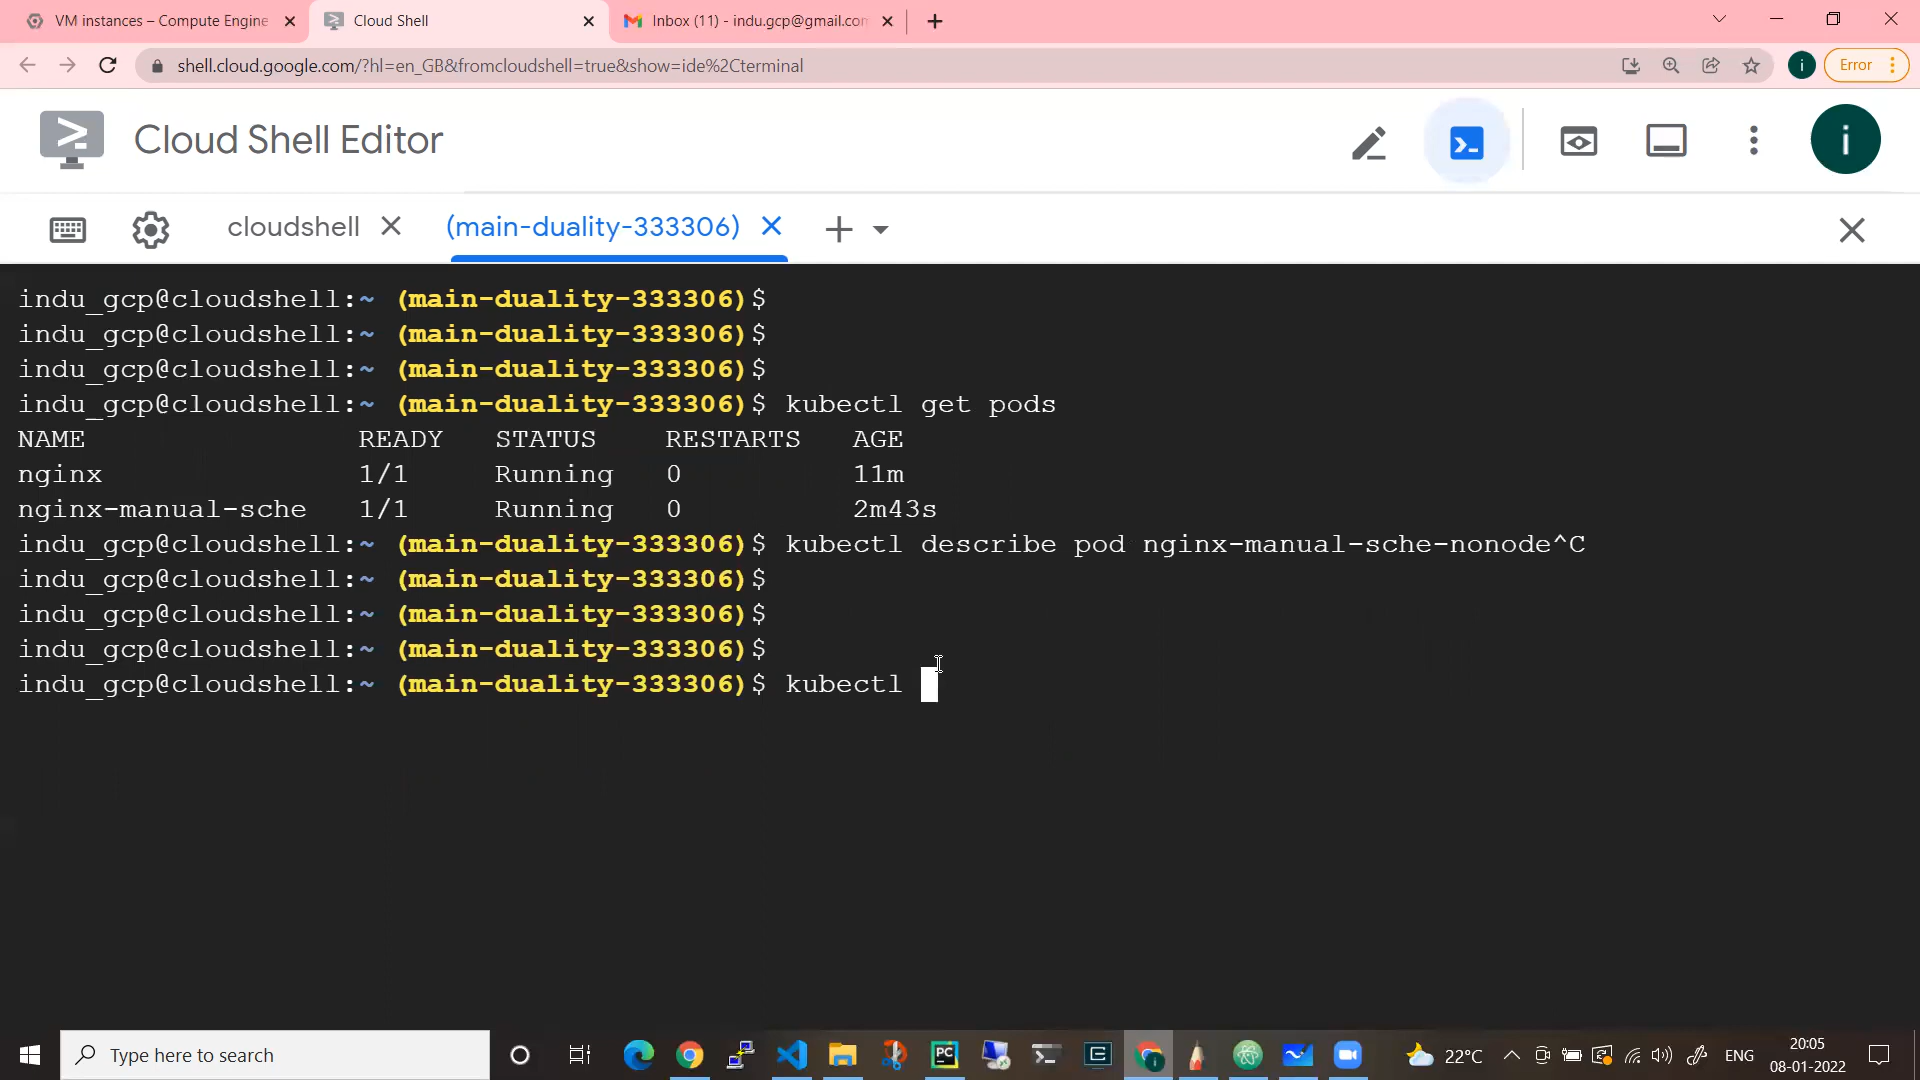 VM instances – Compute Engine
Cloud Shell
Inbox (11) - indu.gcp@gmail.com
shell.cloud.google.com/?hl=en_GB&fromcloudshell=true&show=ide%2Cterminal
i
Error
Cloud Shell Editor
i
cloudshell
(main-duality-333306)
indu_gcp@cloudshell:~ (main-duality-333306)$
indu_gcp@cloudshell:~ (main-duality-333306)$
indu_gcp@cloudshell:~ (main-duality-333306)$
indu_gcp@cloudshell:~ (main-duality-333306)$ kubectl get pods
NAME READY STATUS RESTARTS AGE
nginx 1/1 Running 0 11m
nginx-manual-sche 1/1 Running 0 2m43s
indu_gcp@cloudshell:~ (main-duality-333306)$ kubectl describe pod nginx-manual-sche-nonode^C
indu_gcp@cloudshell:~ (main-duality-333306)$
indu_gcp@cloudshell:~ (main-duality-333306)$
indu_gcp@cloudshell:~ (main-duality-333306)$
indu_gcp@cloudshell:~ (main-duality-333306)$ kubectl
Type here to search
22°C
ENG
20:05
08-01-2022